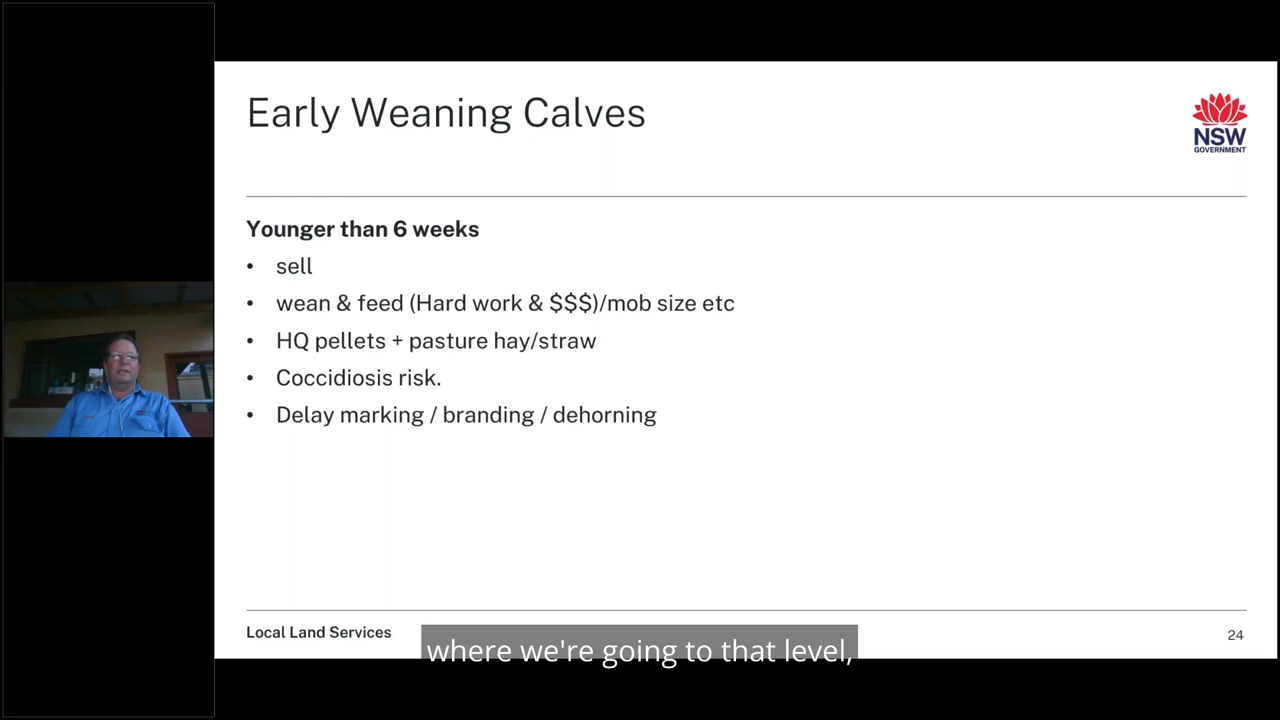 Early Weaning Calves
NSW
GOVERNMENT
Younger than 6 weeks
• sell
• wean & feed (Hard work & $$$)/mob size etc
• HQ pellets + pasture hay/straw
• Coccidiosis risk.
• Delay marking / branding / dehorning
Local Land Services
24
where we're going to that level,